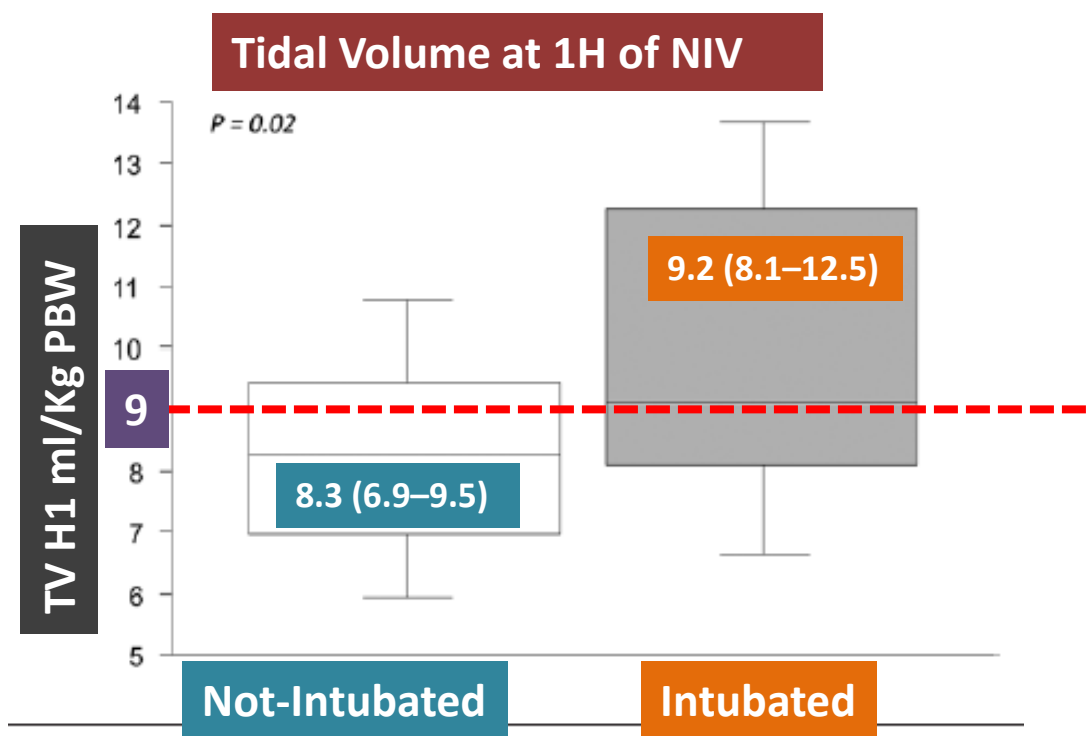 Tidal Volume at 1H of NIV
P = 0.02
TV H1 ml/Kg PBW
14
13
12
11
10
9
8
7
6
5
8.3 (6.9–9.5)
9.2 (8.1–12.5)
Not-Intubated
Intubated